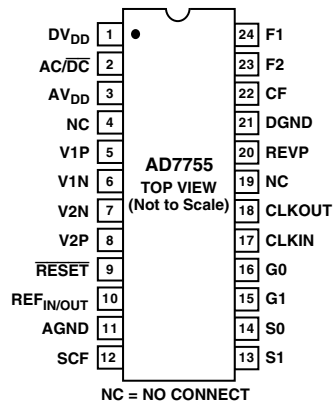 DVDD 1 24 F1
AC/D̅C̅ 2 23 F2
AVDD 3 22 CF
NC 4 21 DGND
V1P 5 20 REVP
V1N 6 19 NC
V2N 7 18 CLKOUT
V2P 8 17 CLKIN
R̅E̅S̅E̅T̅ 9 16 G0
REFIN/OUT 10 15 G1
AGND 11 14 S0
SCF 12 13 S1
AD7755
TOP VIEW
(Not to Scale)
NC = NO CONNECT